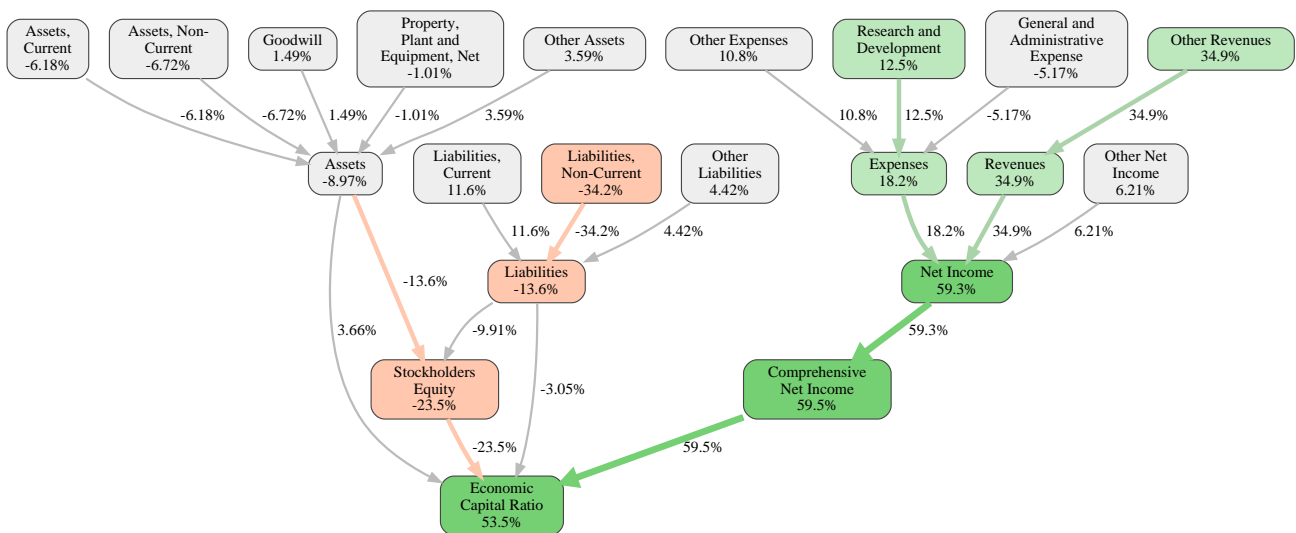 Assets,
Current
-6.18%
Assets, Non-
Current
-6.72%
Goodwill
1.49%
Property,
Plant and
Equipment, Net
-1.01%
Other Assets
3.59%
Other Expenses
10.8%
Research and
Development
12.5%
General and
Administrative
Expense
-5.17%
Other Revenues
34.9%
-6.18%
-6.72%
1.49%
-1.01%
3.59%
10.8%
12.5%
-5.17%
34.9%
Assets
-8.97%
Liabilities,
Current
11.6%
Liabilities,
Non-Current
-34.2%
Other
Liabilities
4.42%
Expenses
18.2%
Revenues
34.9%
Other Net
Income
6.21%
11.6%
-34.2%
4.42%
18.2%
34.9%
6.21%
Liabilities
-13.6%
Net Income
59.3%
-13.6%
3.66%
-9.91%
59.3%
Stockholders
Equity
-23.5%
-3.05%
Comprehensive
Net Income
59.5%
-23.5%
59.5%
Economic
Capital Ratio
53.5%